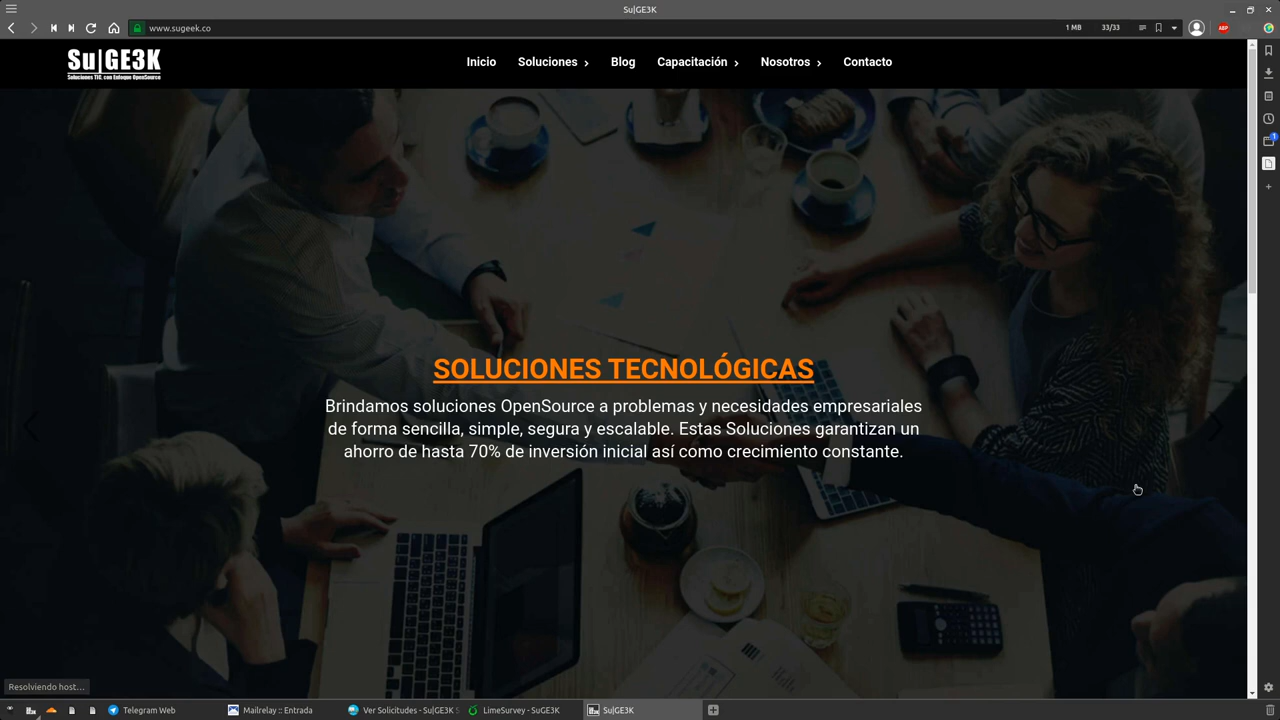 Su|GE3K
www.sugeek.co
1 MB
33/33
ABP
Su|GE3K
Soluciones TIC, con Enfoque OpenSource
Inicio
Soluciones
Blog
Capacitación
Nosotros
Contacto
1
SOLUCIONES TECNOLÓGICAS
Brindamos soluciones OpenSource a problemas y necesidades empresariales
de forma sencilla, simple, segura y escalable. Estas Soluciones garantizan un
ahorro de hasta 70% de inversión inicial así como crecimiento constante.
Resolviendo host…
Telegram Web
Mailrelay :: Entrada
Ver Solicitudes - Su|GE3K S
LimeSurvey - SuGE3K
Su|GE3K